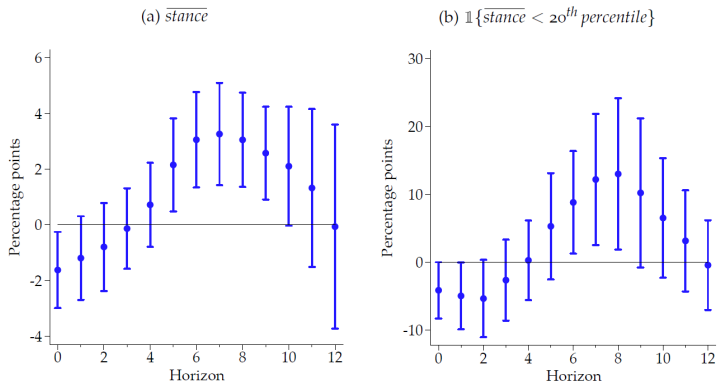 (a) stance
Percentage points
6
4
2
0
-2
-4
0 2 4 6 8 10 12
Horizon
(b) 𝟙{stance < 20th percentile}
Percentage points
30
20
10
0
-10
0 2 4 6 8 10 12
Horizon